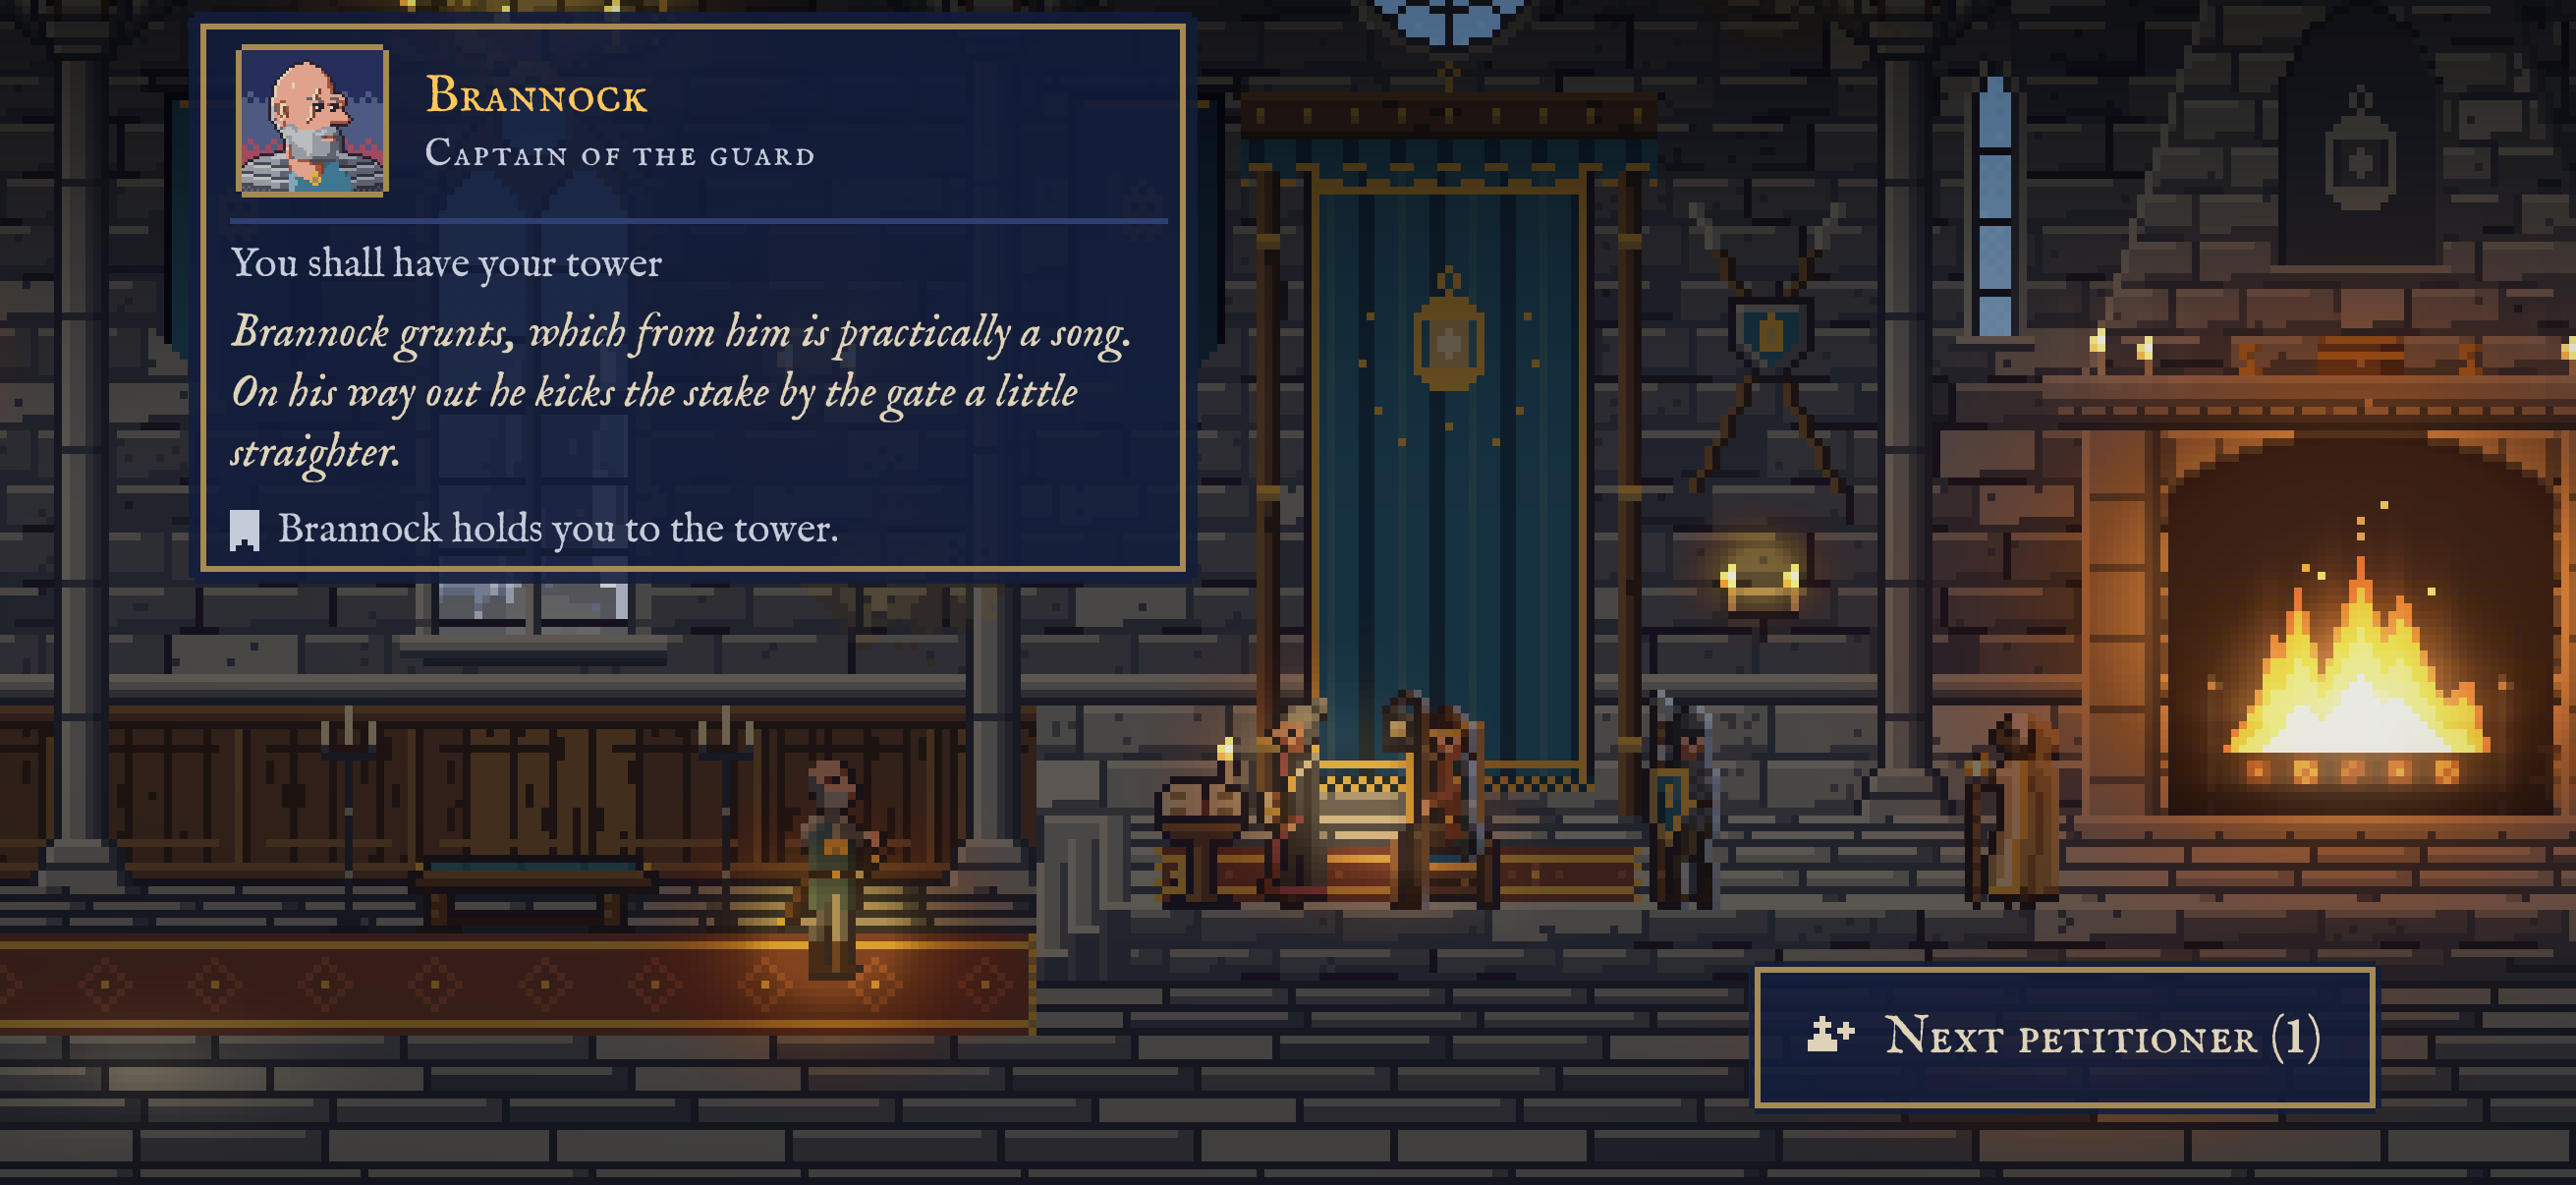 Brannock
Captain of the guard
You shall have your tower
Brannock grunts, which from him is practically a song.
On his way out he kicks the stake by the gate a little
straighter.
Brannock holds you to the tower.
Next petitioner (1)